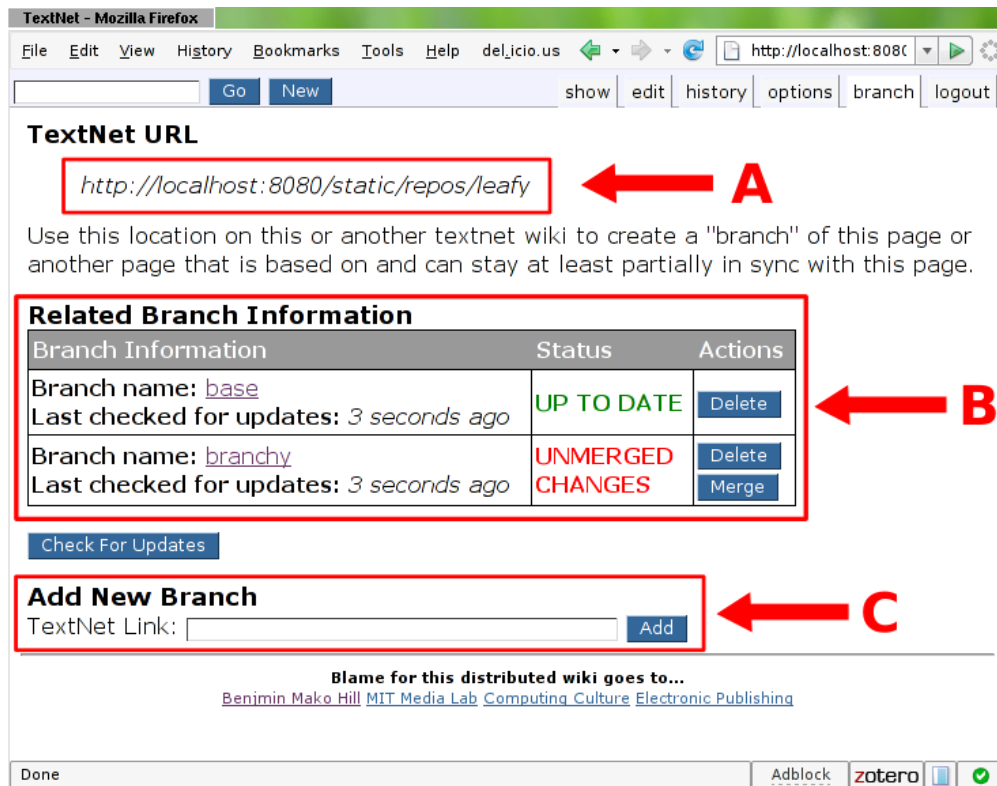 TextNet - Mozilla Firefox
File Edit View History Bookmarks Tools Help del.icio.us http://localhost:8080
Go New show edit history options branch logout
TextNet URL
http://localhost:8080/static/repos/leafy A
Use this location on this or another textnet wiki to create a "branch" of this page or
another page that is based on and can stay at least partially in sync with this page.
Related Branch Information
Branch Information Status Actions
Branch name: base
Last checked for updates: 3 seconds ago
UP TO DATE Delete B
Branch name: branchy UNMERGED Delete
Last checked for updates: 3 seconds ago CHANGES Merge
Check For Updates
Add New Branch
TextNet Link: Add C
Blame for this distributed wiki goes to...
Benjmin Mako Hill MIT Media Lab Computing Culture Electronic Publishing
Done Adblock zotero